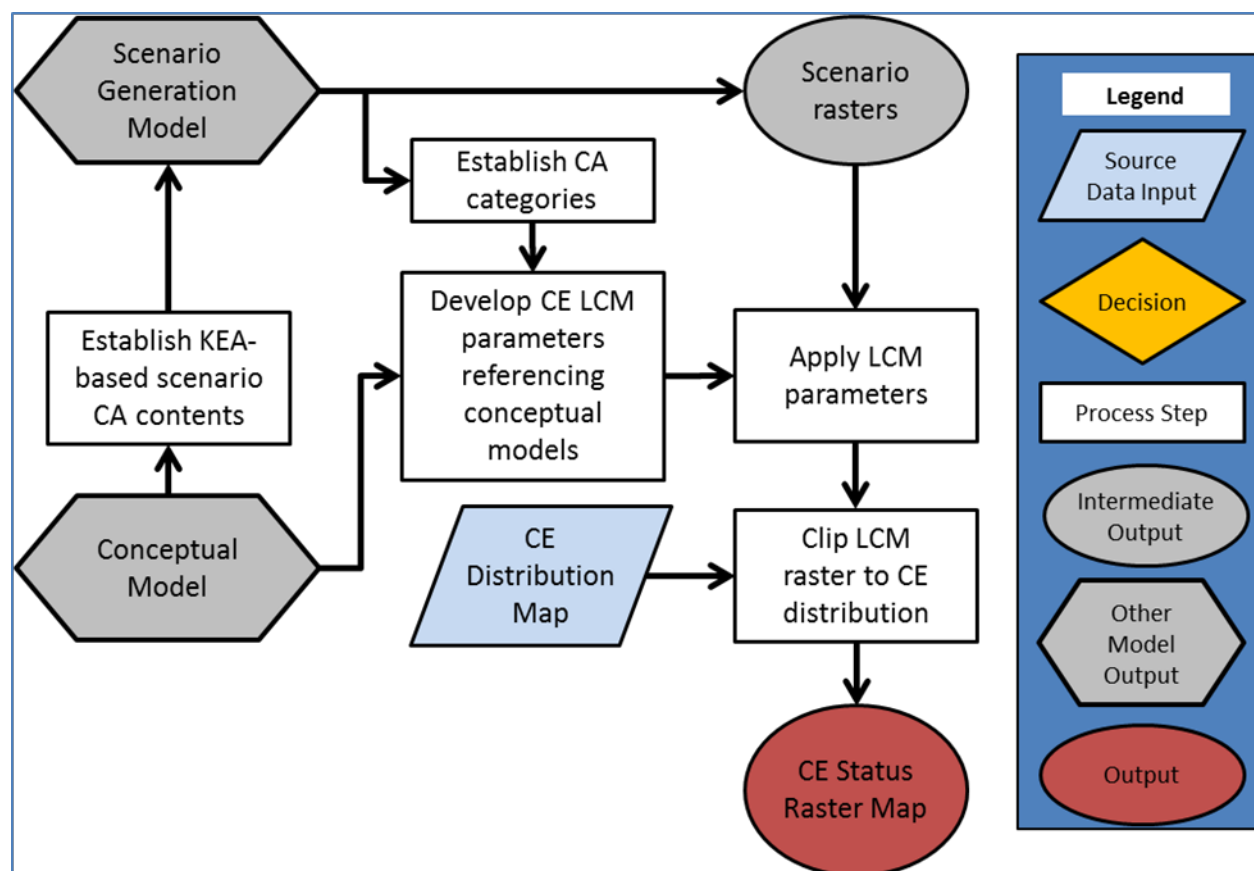 Scenario
Generation
Model
Scenario
rasters
Establish CA
categories
Establish KEA-
based scenario
CA contents
Develop CE LCM
parameters
referencing
conceptual
models
Apply LCM
parameters
Conceptual
Model
CE
Distribution
Map
Clip LCM
raster to CE
distribution
CE Status
Raster Map
Legend
Source
Data Input
Decision
Process Step
Intermediate
Output
Other
Model
Output
Output